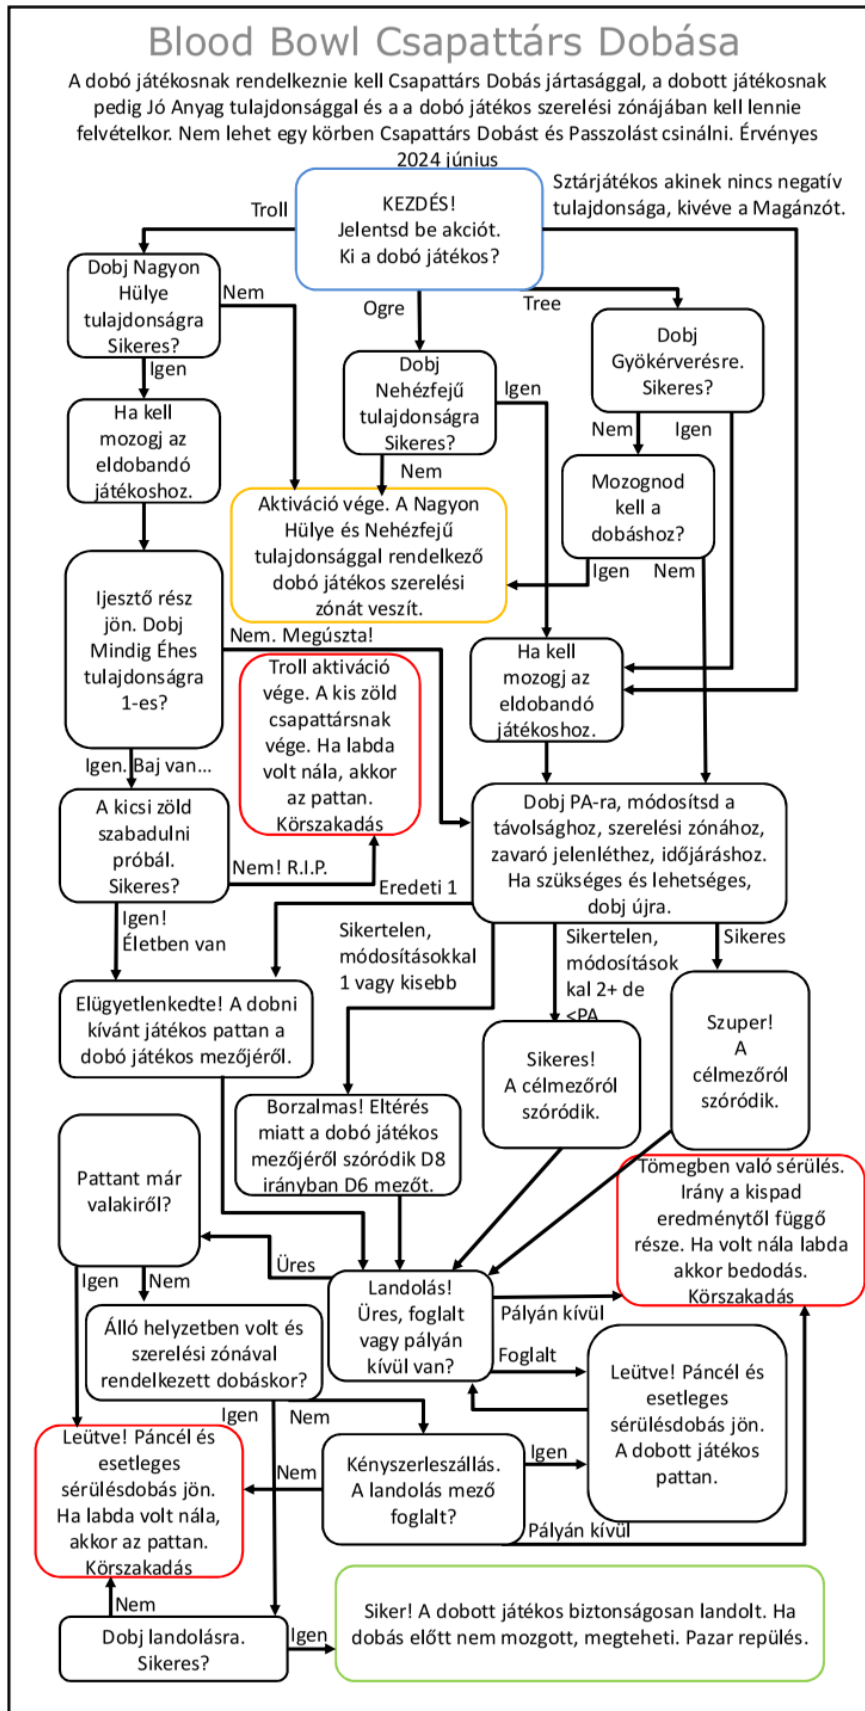 Blood Bowl Csapattárs Dobása
A dobó játékosnak rendelkeznie kell Csapattárs Dobás jártasággal, a dobott játékosnak
pedig Jó Anyag tulajdonsággal és a a dobó játékos szerelési zónájában kell lennie
felvételkor. Nem lehet egy körben Csapattárs Dobást és Passzolást csinálni. Érvényes
2024 június
KEZDÉS!
Jelentsd be akciót.
Ki a dobó játékos?
Sztárjátékos akinek nincs negatív
tulajdonsága, kivéve a Magánzót.
Troll
Ogre
Tree
Dobj Nagyon
Hülye
tulajdonságra
Sikeres?
Nem
Igen
Dobj
Nehézfejű
tulajdonságra
Sikeres?
Igen
Nem
Dobj
Gyökérverésre.
Sikeres?
Nem
Igen
Ha kell
mozogj az
eldobandó
játékoshoz.
Mozognod
kell a
dobáshoz?
Igen
Nem
Aktiváció vége. A Nagyon
Hülye és Nehézfejű
tulajdonsággal rendelkező
dobó játékos szerelési
zónát veszít.
Ijesztő rész
jön. Dobj
Mindig Éhes
tulajdonságra
1-es?
Nem. Megúszta!
Igen. Baj van...
Ha kell
mozogj az
eldobandó
játékoshoz.
Troll aktiváció
vége. A kis zöld
csapattársnak
vége. Ha labda
volt nála, akkor
az pattan.
Körszakadás
A kicsi zöld
szabadulni
próbál.
Sikeres?
Nem! R.I.P.
Igen!
Életben van
Dobj PA-ra, módosítsd a
távolsághoz, szerelési zónához,
zavaró jelenléthez, időjáráshoz.
Ha szükséges és lehetséges,
dobj újra.
Eredeti 1
Sikertelen,
módosításokkal
1 vagy kisebb
Sikertelen,
módosítások
kal 2+ de
<PA
Sikeres
Elügyetlenkedte! A dobni
kívánt játékos pattan a
dobó játékos mezőjéről.
Borzalmas! Eltérés
miatt a dobó játékos
mezőjéről szóródik D8
irányban D6 mezőt.
Sikeres!
A célmezőról
szóródik.
Szuper!
A
célmezőról
szóródik.
Tömegben való sérülés.
Irány a kispad
eredménytől függő
része. Ha volt nála labda
akkor bedodás.
Körszakadás
Pattant már
valakiről?
Igen
Nem
Üres
Landolás!
Üres, foglalt
vagy pályán
kívül van?
Pályán kívül
Foglalt
Álló helyzetben volt és
szerelési zónával
rendelkezett dobáskor?
Igen
Nem
Leütve! Páncél és
esetleges
sérülésdobás jön.
A dobott játékos
pattan.
Leütve! Páncél és
esetleges
sérülésdobás jön.
Ha labda volt nála,
akkor az pattan.
Körszakadás
Nem
Kényszerleszállás.
A landolás mező
foglalt?
Igen
Pályán kívül
Nem
Dobj landolásra.
Sikeres?
Igen
Siker! A dobott játékos biztonságosan landolt. Ha
dobás előtt nem mozgott, megteheti. Pazar repülés.